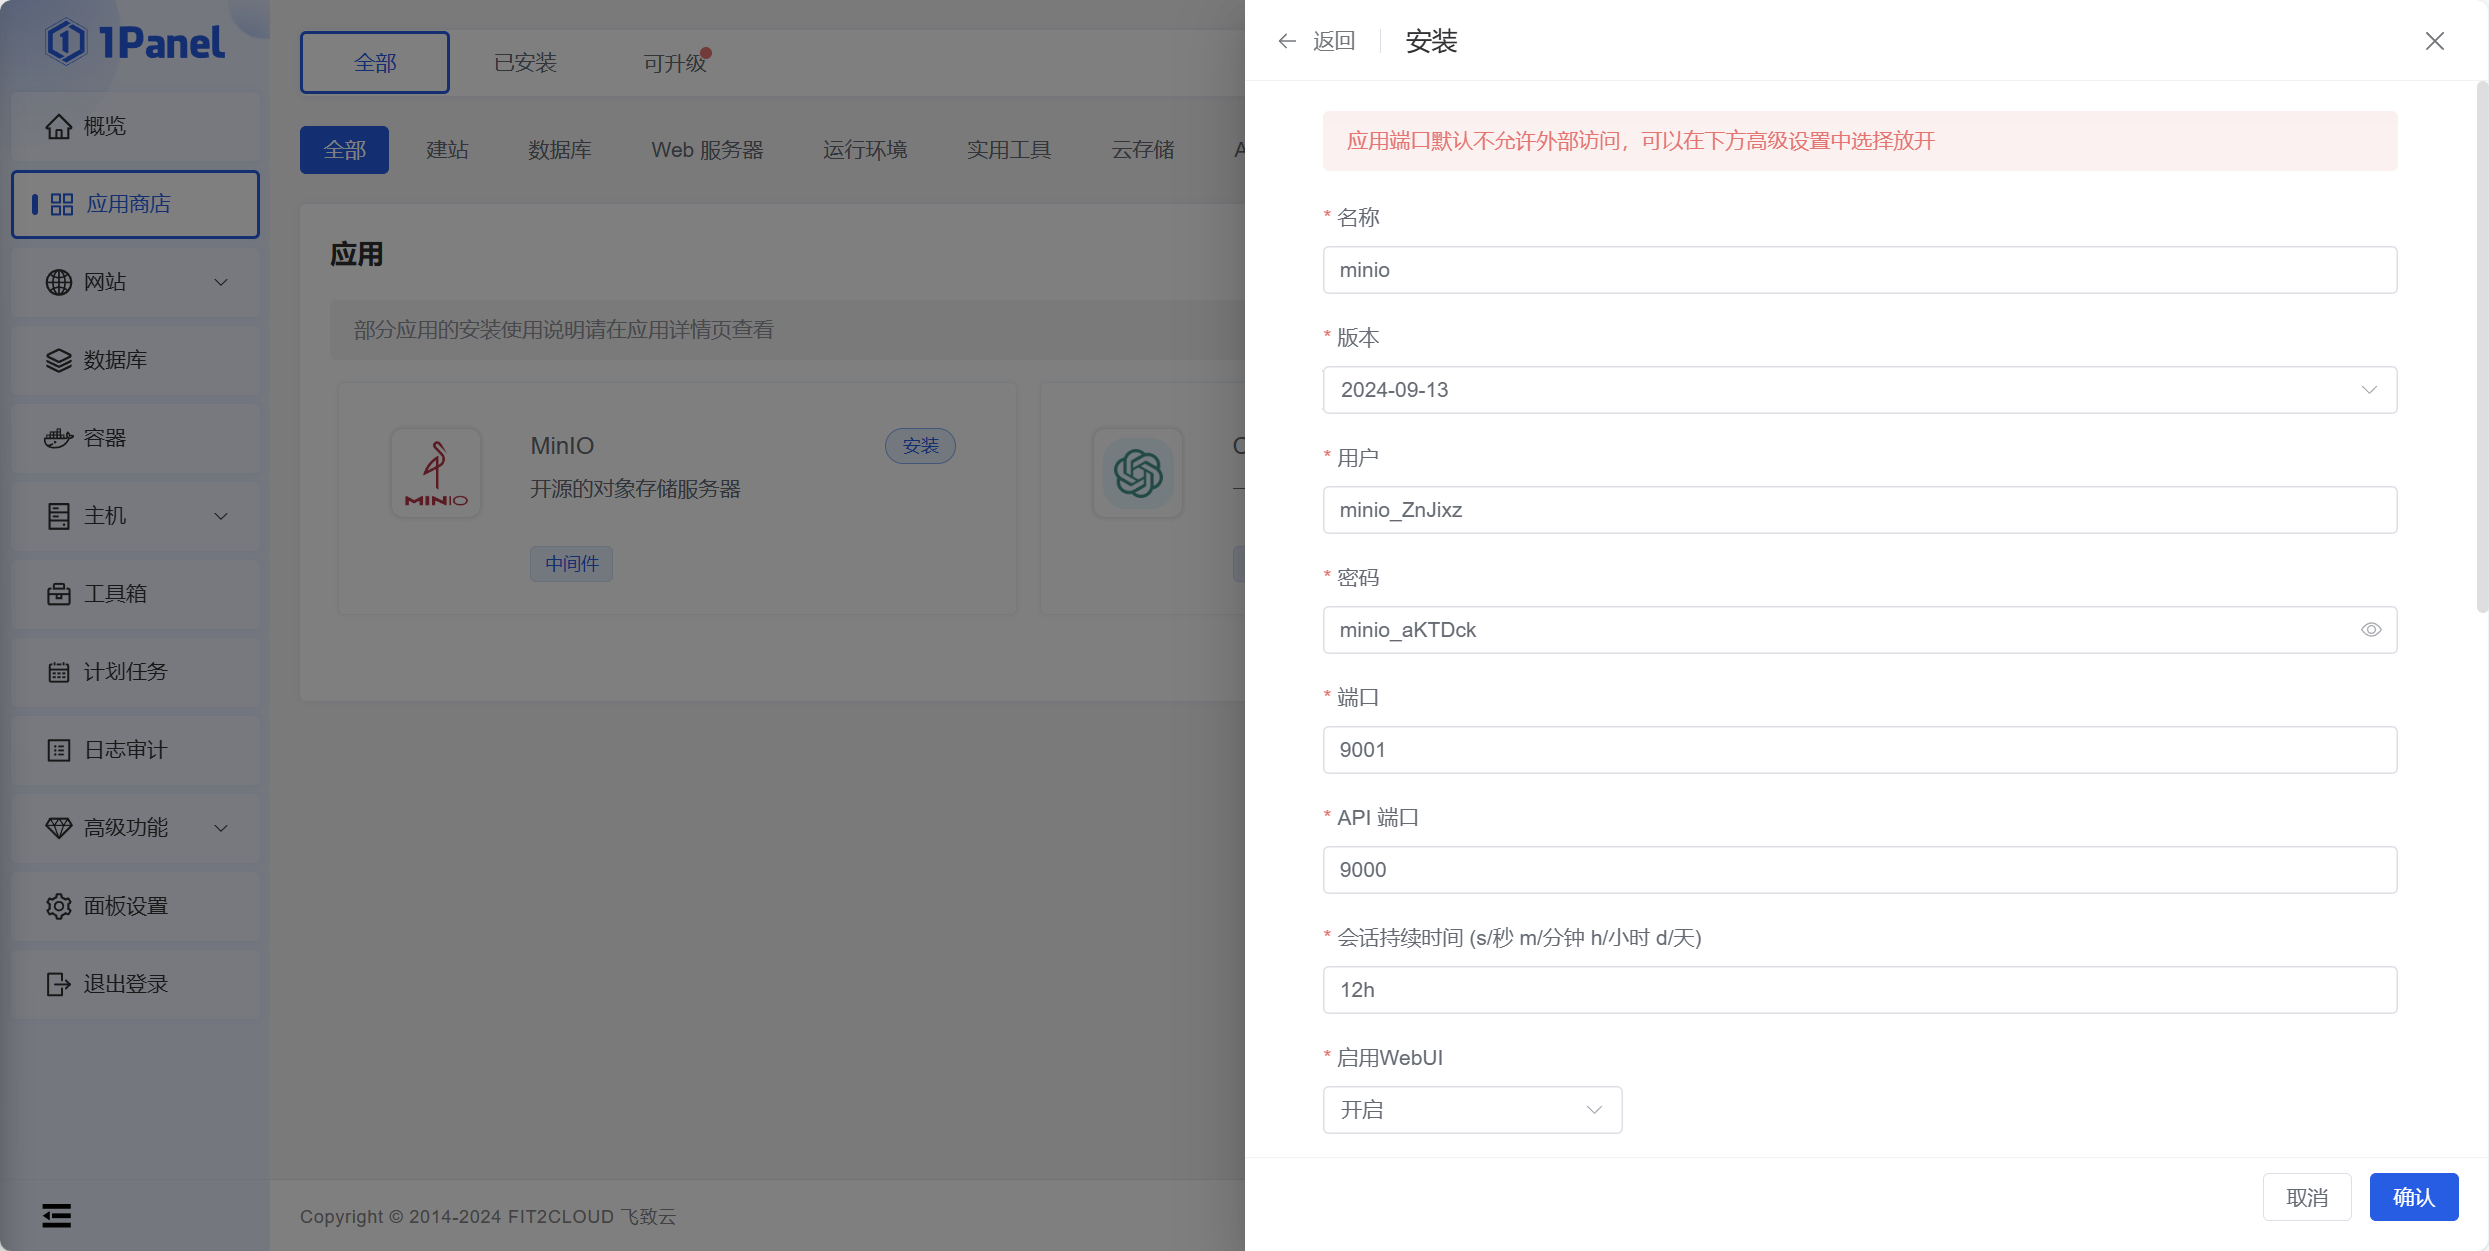 1Panel
概览
应用商店
网站
数据库
容器
主机
工具箱
计划任务
日志审计
高级功能
面板设置
退出登录
全部
已安装
可升级
全部
建站
数据库
Web 服务器
运行环境
实用工具
云存储
应用
部分应用的安装使用说明请在应用详情页查看
MINIO
MinIO
安装
开源的对象存储服务器
中间件
Copyright © 2014-2024 FIT2CLOUD 飞致云
返回
安装
应用端口默认不允许外部访问，可以在下方高级设置中选择放开
* 名称
minio
* 版本
2024-09-13
* 用户
minio_ZnJixz
* 密码
minio_aKTDck
* 端口
9001
* API 端口
9000
* 会话持续时间 (s/秒 m/分钟 h/小时 d/天)
12h
* 启用WebUI
开启
取消
确认